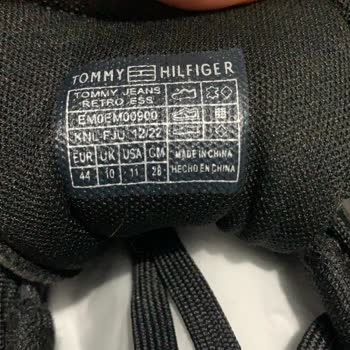 TOMMY HILFIGER
TOMMY JEANS
RETRO ESS
EM0EM00900
KNL-FJU 12/22
EUR UK USA CM
44 10 11 28
MADE IN CHINA
HECHO EN CHINA